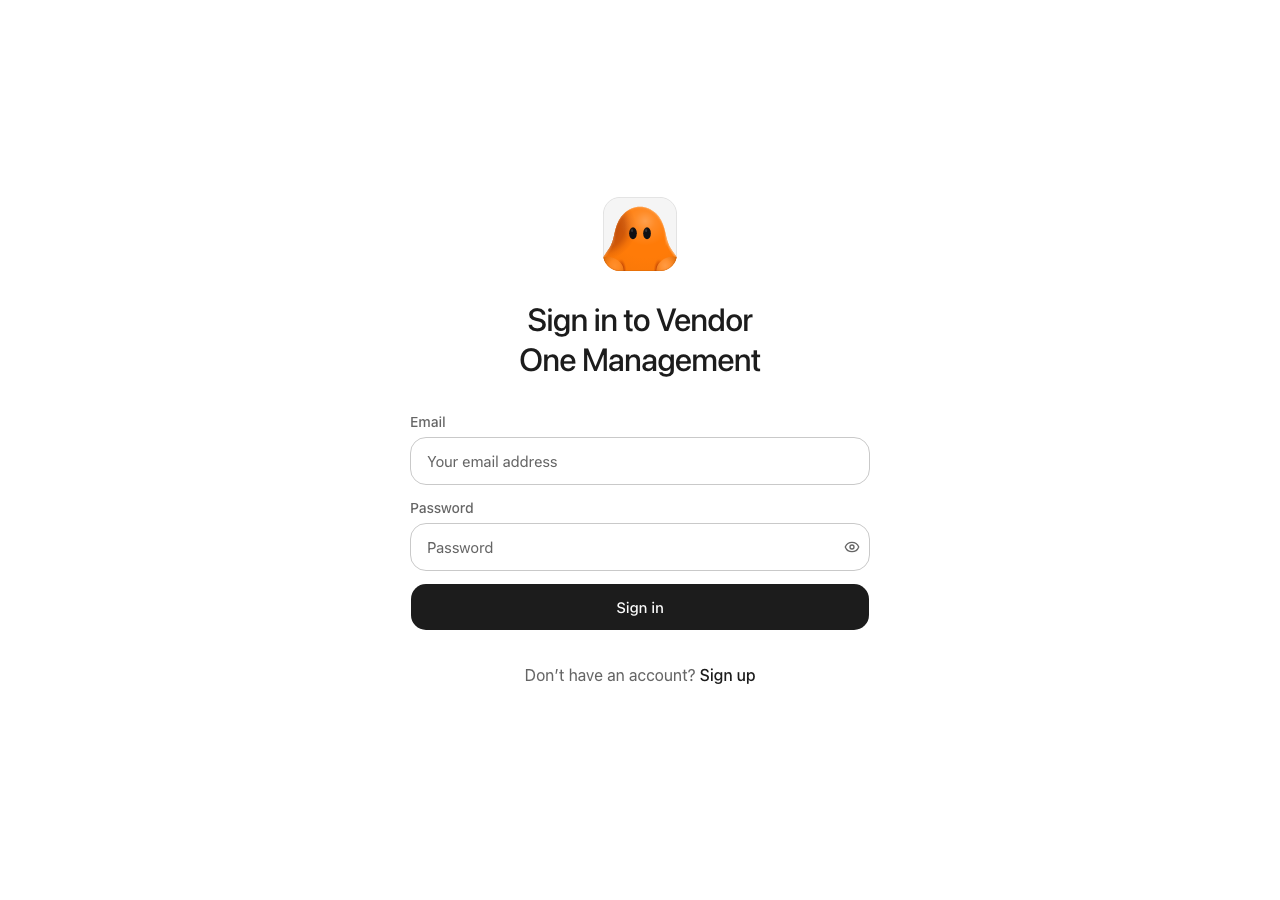 Sign in to Vendor
One Management
Email
Your email address
Password
Password
Sign in
Don’t have an account? Sign up